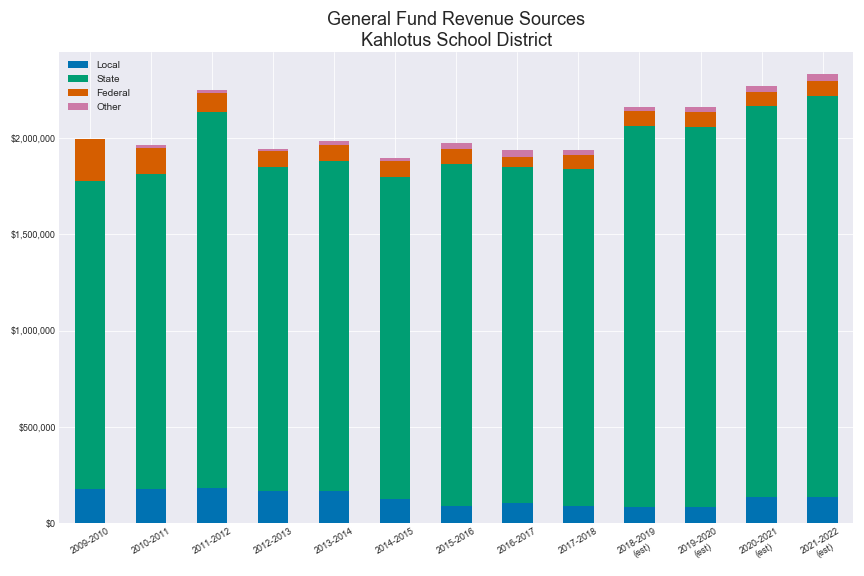 General Fund Revenue Sources
Kahlotus School District
Local
State
Federal
Other
$2,000,000
$1,500,000
$1,000,000
$500,000
$0
2009-2010
2010-2011
2011-2012
2012-2013
2013-2014
2014-2015
2015-2016
2016-2017
2017-2018
2018-2019
(est)
2019-2020
(est)
2020-2021
(est)
2021-2022
(est)